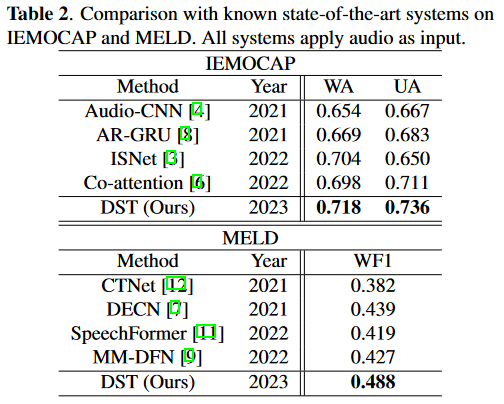 Table 2. Comparison with known state-of-the-art systems on
IEMOCAP and MELD. All systems apply audio as input.
IEMOCAP
Method Year WA UA
Audio-CNN [4] 2021 0.654 0.667
AR-GRU [8] 2021 0.669 0.683
ISNet [3] 2022 0.704 0.650
Co-attention [6] 2022 0.698 0.711
DST (Ours) 2023 0.718 0.736
MELD
Method Year WF1
CTNet [12] 2021 0.382
DECN [7] 2021 0.439
SpeechFormer [11] 2022 0.419
MM-DFN [9] 2022 0.427
DST (Ours) 2023 0.488